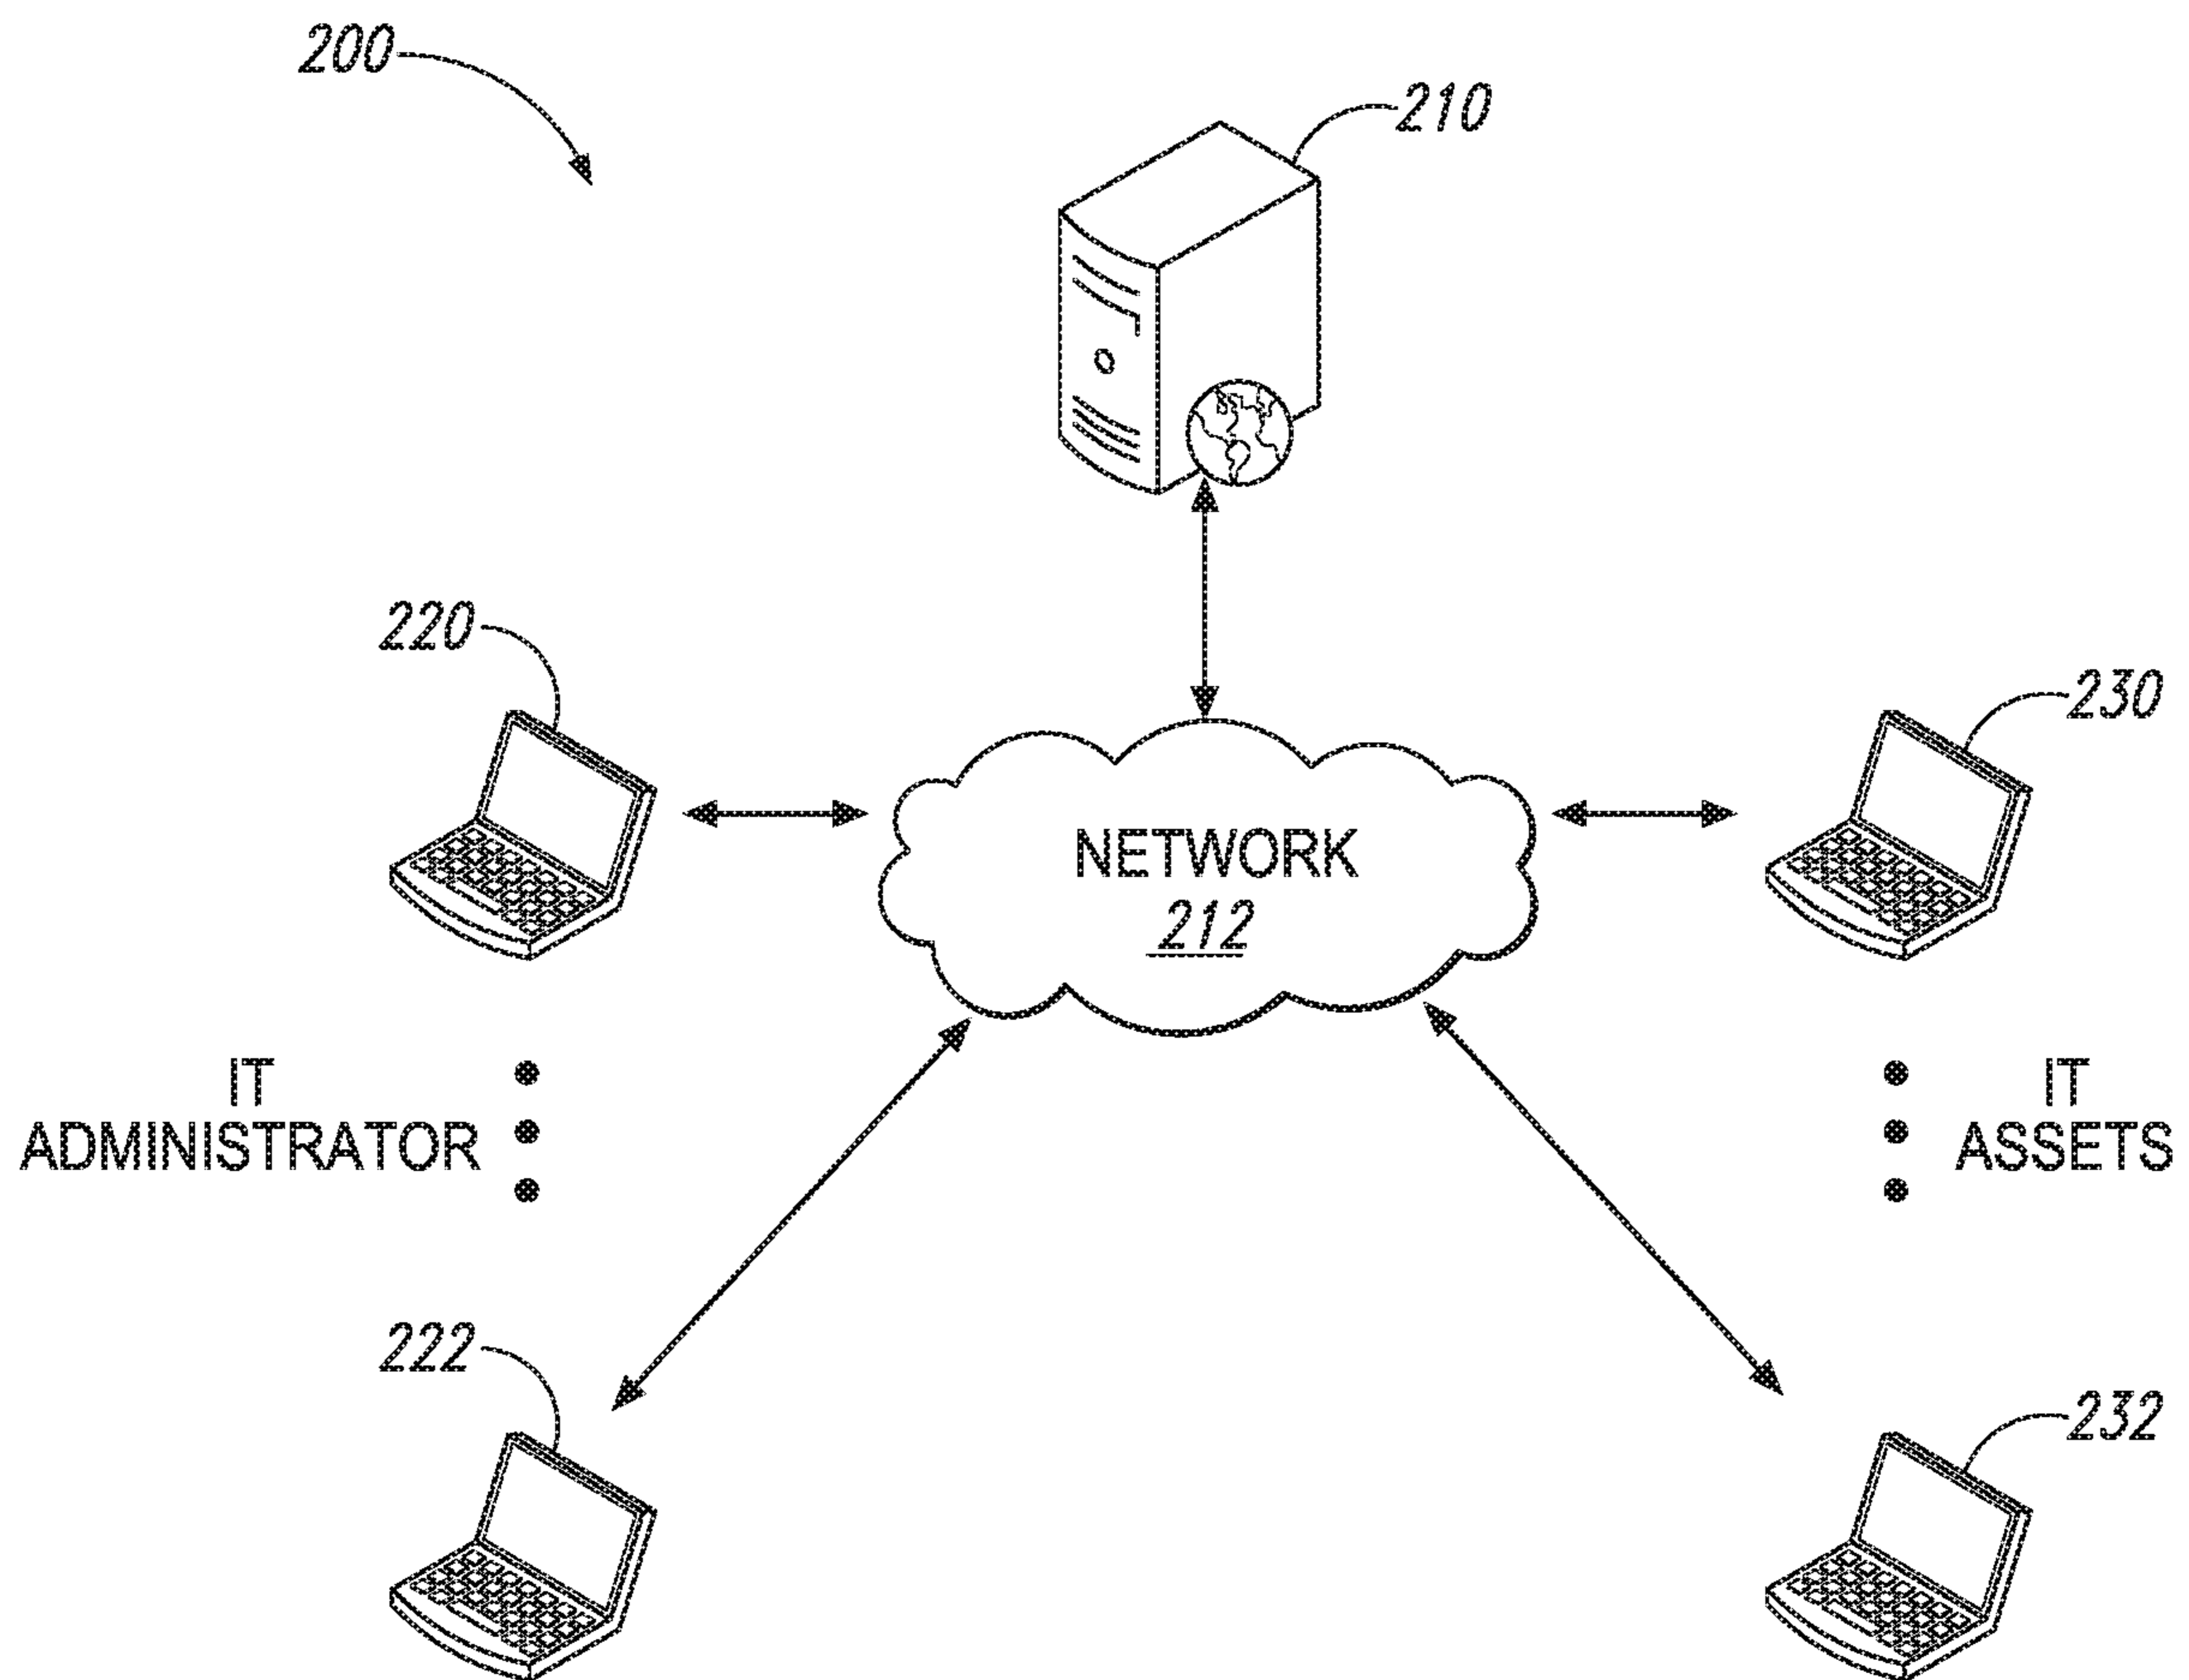 200
210
220
230
NETWORK
212
IT
ADMINISTRATOR
IT
ASSETS
222
232